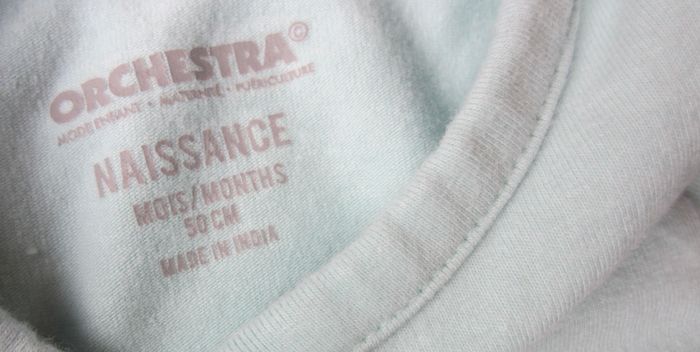 ORCHESTRA©
MODE ENFANT • MATERNITÉ • PUÉRICULTURE
NAISSANCE
MOIS/MONTHS
50 CM
MADE IN INDIA